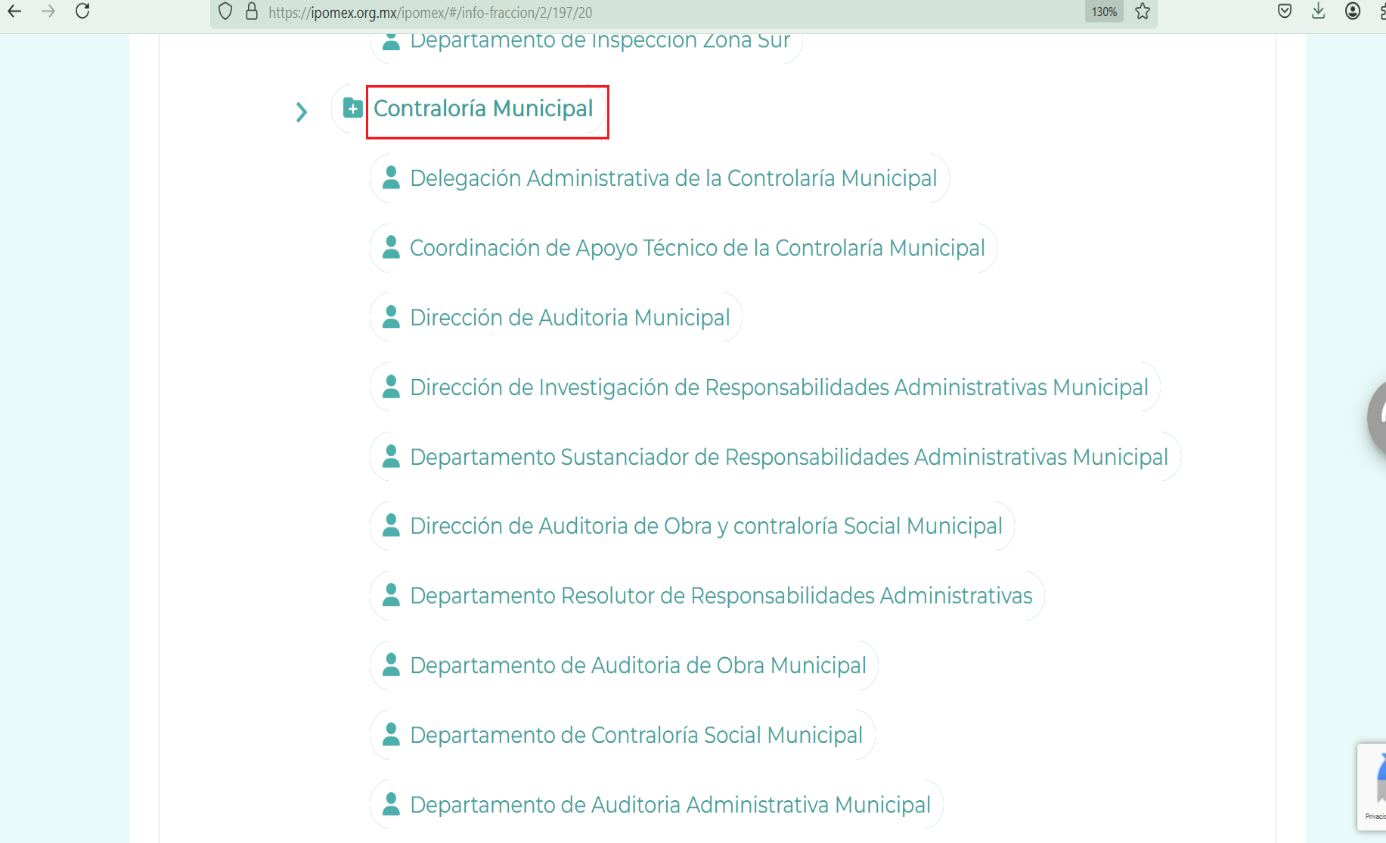 https://ipomex.org.mx/ipomex/#/info-fraccion/2/197/20
130%
Departamento de Inspección Zona Sur
Contraloría Municipal
Delegación Administrativa de la Controlaría Municipal
Coordinación de Apoyo Técnico de la Controlaría Municipal
Dirección de Auditoria Municipal
Dirección de Investigación de Responsabilidades Administrativas Municipal
Departamento Sustanciador de Responsabilidades Administrativas Municipal
Dirección de Auditoria de Obra y contraloría Social Municipal
Departamento Resolutor de Responsabilidades Administrativas
Departamento de Auditoria de Obra Municipal
Departamento de Contraloría Social Municipal
Departamento de Auditoria Administrativa Municipal